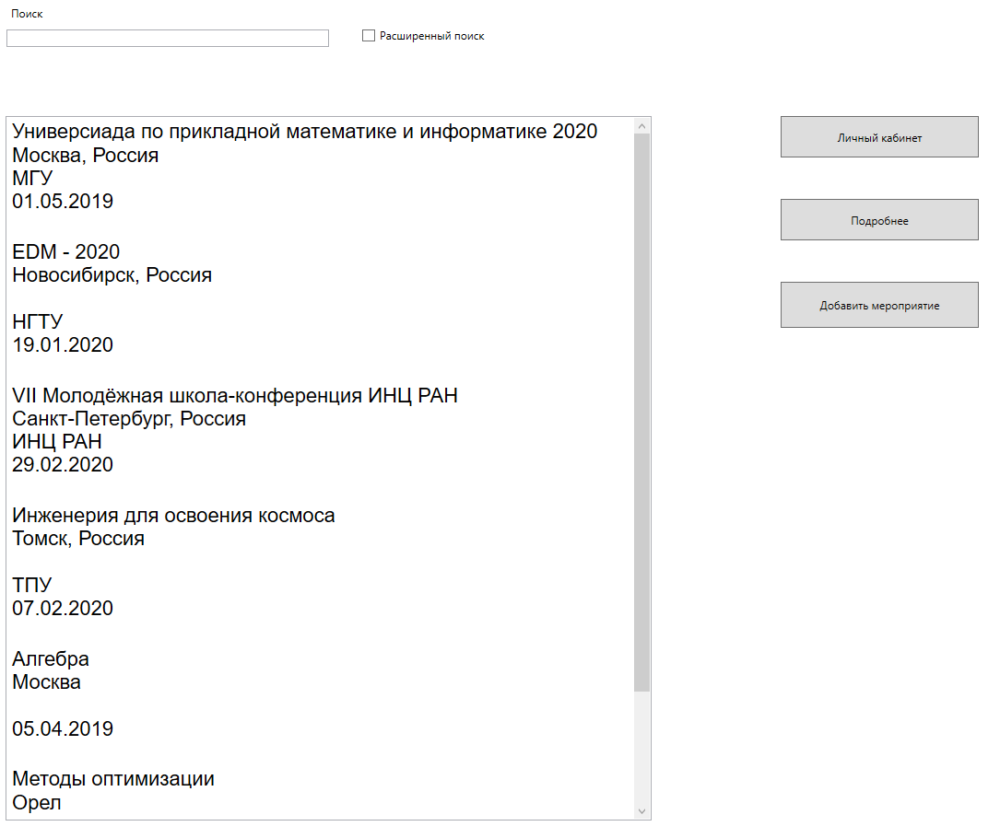 Поиск
Расширенный поиск
Универсиада по прикладной математике и информатике 2020
Москва, Россия
МГУ
01.05.2019
EDM - 2020
Новосибирск, Россия
НГТУ
19.01.2020
VII Молодёжная школа-конференция ИНЦ РАН
Санкт-Петербург, Россия
ИНЦ РАН
29.02.2020
Инженерия для освоения космоса
Томск, Россия
ТПУ
07.02.2020
Алгебра
Москва
05.04.2019
Методы оптимизации
Орел
Личный кабинет
Подробнее
Добавить мероприятие